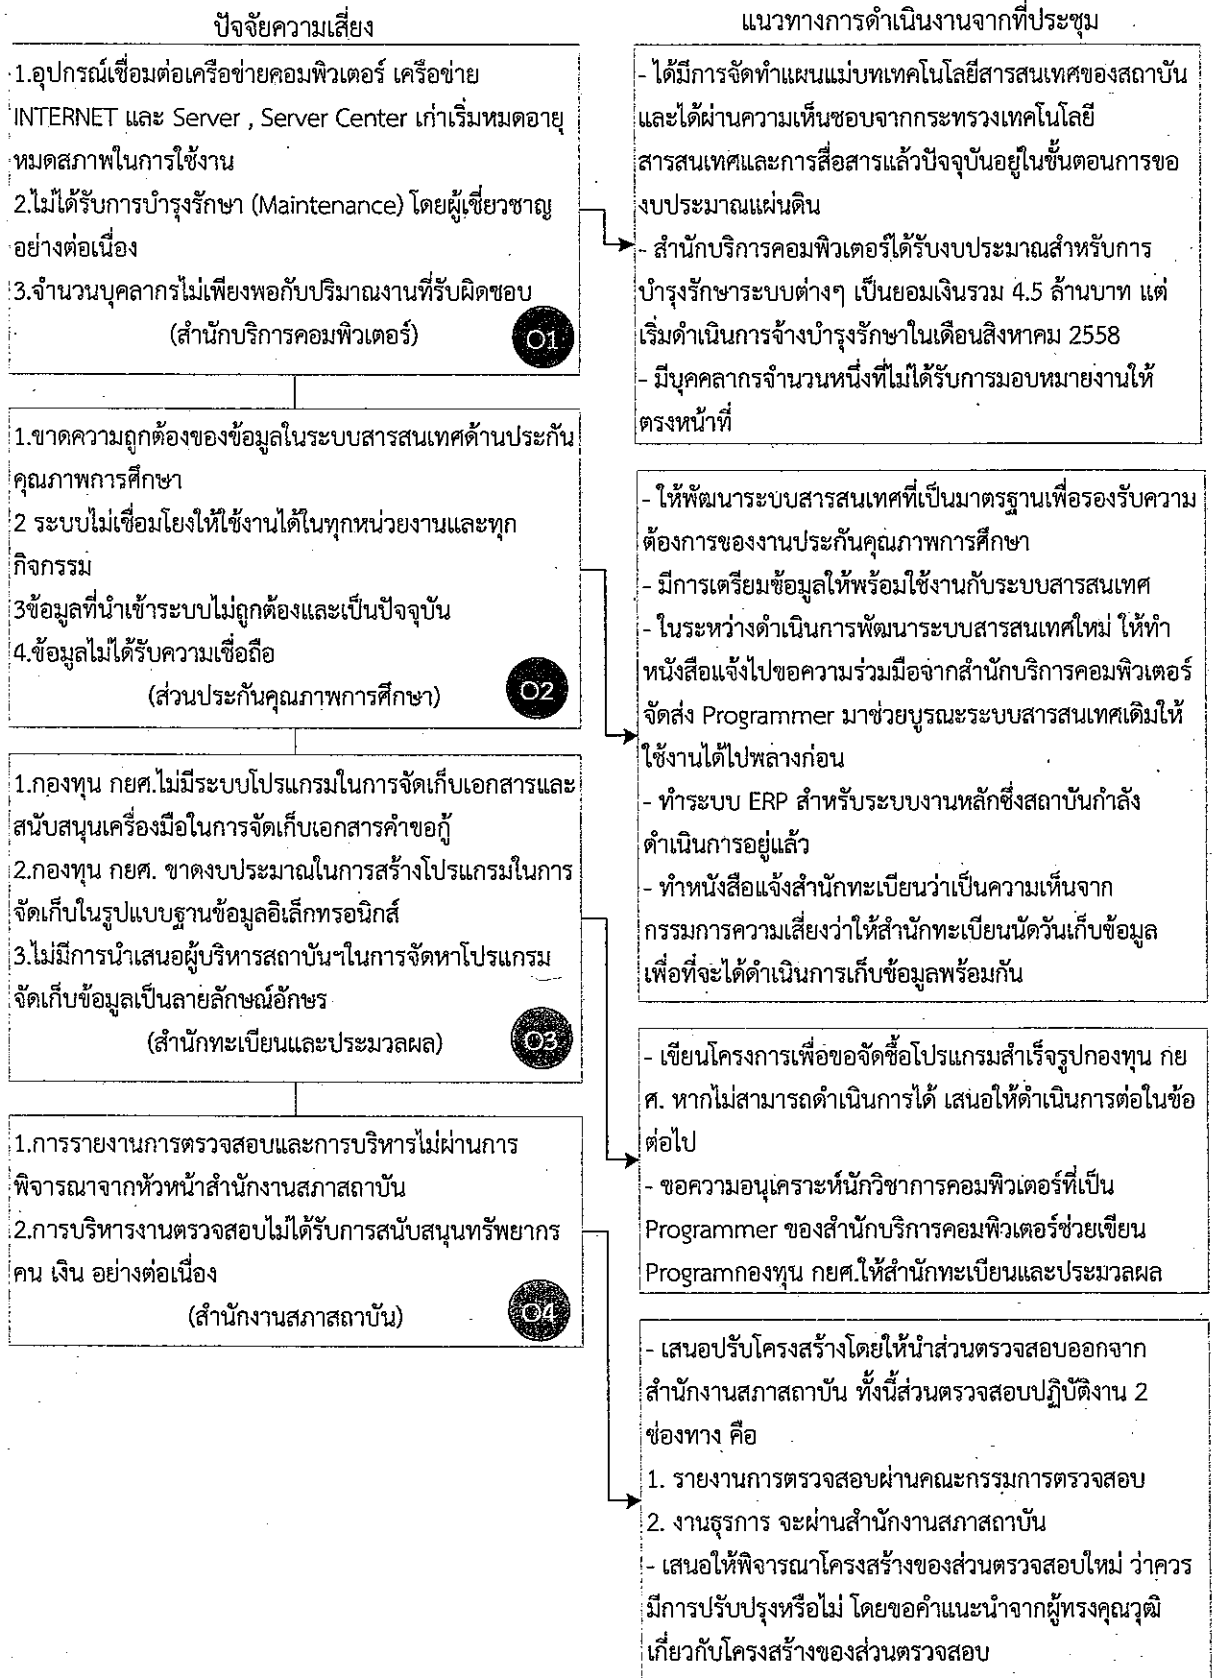 ปัจจัยความเสี่ยง
1.อุปกรณ์เชื่อมต่อเครือข่ายคอมพิวเตอร์ เครือข่าย
INTERNET และ Server , Server Center เก่าเริ่มหมดอายุ
หมดสภาพในการใช้งาน
2.ไม่ได้รับการบำรุงรักษา (Maintenance) โดยผู้เชี่ยวชาญ
อย่างต่อเนื่อง
3.จำนวนบุคลากรไม่เพียงพอกับปริมาณงานที่รับผิดชอบ
(สำนักบริการคอมพิวเตอร์)
O1
1.ขาดความถูกต้องของข้อมูลในระบบสารสนเทศด้านประกัน
คุณภาพการศึกษา
2 ระบบไม่เชื่อมโยงให้ใช้งานได้ในทุกหน่วยงานและทุก
กิจกรรม
3ข้อมูลที่นำเข้าระบบไม่ถูกต้องและเป็นปัจจุบัน
4.ข้อมูลไม่ได้รับความเชื่อถือ
(ส่วนประกันคุณภาพการศึกษา)
O2
1.กองทุน กยศ.ไม่มีระบบโปรแกรมในการจัดเก็บเอกสารและ
สนับสนุนเครื่องมือในการจัดเก็บเอกสารคำขอกู้
2.กองทุน กยศ. ขาดงบประมาณในการสร้างโปรแกรมในการ
จัดเก็บในรูปแบบฐานข้อมูลอิเล็กทรอนิกส์
3.ไม่มีการนำเสนอผู้บริหารสถาบันฯในการจัดหาโปรแกรม
จัดเก็บข้อมูลเป็นลายลักษณ์อักษร
(สำนักทะเบียนและประมวลผล)
O3
1.การรายงานการตรวจสอบและการบริหารไม่ผ่านการ
พิจารณาจากหัวหน้าสำนักงานสภาสถาบัน
2.การบริหารงานตรวจสอบไม่ได้รับการสนับสนุนทรัพยากร
คน เงิน อย่างต่อเนื่อง
(สำนักงานสภาสถาบัน)
O4
แนวทางการดำเนินงานจากที่ประชุม
- ได้มีการจัดทำแผนแม่บทเทคโนโลยีสารสนเทศของสถาบัน
และได้ผ่านความเห็นชอบจากกระทรวงเทคโนโลยี
สารสนเทศและการสื่อสารแล้วปัจจุบันอยู่ในขั้นตอนการขอ
งบประมาณแผ่นดิน
- สำนักบริการคอมพิวเตอร์ได้รับงบประมาณสำหรับการ
บำรุงรักษาระบบต่างๆ เป็นยอมเงินรวม 4.5 ล้านบาท แต่
เริ่มดำเนินการจ้างบำรุงรักษาในเดือนสิงหาคม 2558
- มีบุคคลากรจำนวนหนึ่งที่ไม่ได้รับการมอบหมายงานให้
ตรงหน้าที่
- ให้พัฒนาระบบสารสนเทศที่เป็นมาตรฐานเพื่อรองรับความ
ต้องการของงานประกันคุณภาพการศึกษา
- มีการเตรียมข้อมูลให้พร้อมใช้งานกับระบบสารสนเทศ
- ในระหว่างดำเนินการพัฒนาระบบสารสนเทศใหม่ ให้ทำ
หนังสือแจ้งไปขอความร่วมมือจากสำนักบริการคอมพิวเตอร์
จัดส่ง Programmer มาช่วยบูรณะระบบสารสนเทศเดิมให้
ใช้งานได้ไปพลางก่อน
- ทำระบบ ERP สำหรับระบบงานหลักซึ่งสถาบันกำลัง
ดำเนินการอยู่แล้ว
- ทำหนังสือแจ้งสำนักทะเบียนว่าเป็นความเห็นจาก
กรรมการความเสี่ยงว่าให้สำนักทะเบียนนัดวันเก็บข้อมูล
เพื่อที่จะได้ดำเนินการเก็บข้อมูลพร้อมกัน
- เขียนโครงการเพื่อขอจัดซื้อโปรแกรมสำเร็จรูปกองทุน กย
ศ. หากไม่สามารถดำเนินการได้ เสนอให้ดำเนินการต่อในข้อ
ต่อไป
- ขอความอนุเคราะห์นักวิชาการคอมพิวเตอร์ที่เป็น
Programmer ของสำนักบริการคอมพิวเตอร์ช่วยเขียน
Programกองทุน กยศ.ให้สำนักทะเบียนและประมวลผล
- เสนอปรับโครงสร้างโดยให้นำส่วนตรวจสอบออกจาก
สำนักงานสภาสถาบัน ทั้งนี้ส่วนตรวจสอบปฏิบัติงาน 2
ช่องทาง คือ
1. รายงานการตรวจสอบผ่านคณะกรรมการตรวจสอบ
2. งานธุรการ จะผ่านสำนักงานสภาสถาบัน
- เสนอให้พิจารณาโครงสร้างของส่วนตรวจสอบใหม่ ว่าควร
มีการปรับปรุงหรือไม่ โดยขอคำแนะนำจากผู้ทรงคุณวุฒิ
เกี่ยวกับโครงสร้างของส่วนตรวจสอบ